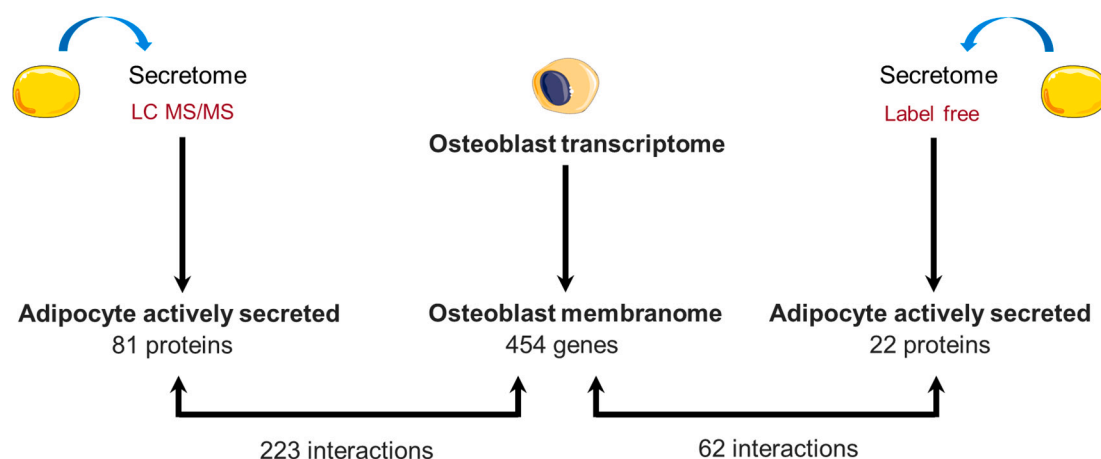 Secretome
LC MS/MS
Osteoblast transcriptome
Secretome
Label free
Adipocyte actively secreted
81 proteins
Osteoblast membranome
454 genes
Adipocyte actively secreted
22 proteins
223 interactions
62 interactions